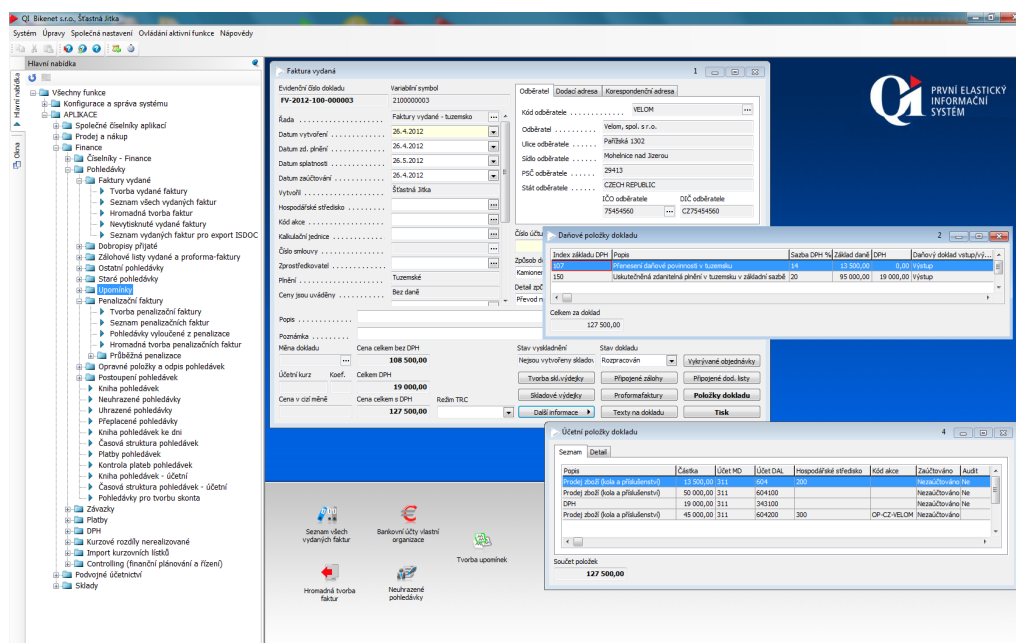 QI Bikenet s.r.o., Šťastná Jitka
Systém Úpravy Společná nastavení Ovládání aktivní funkce Nápovědy
Hlavní nabídka
Hlavní nabídka
Okna
Všechny funkce
Konfigurace a správa systému
APLIKACE
Společné číselníky aplikací
Prodej a nákup
Finance
Číselníky - Finance
Pohledávky
Faktury vydané
Tvorba vydané faktury
Seznam všech vydaných faktur
Hromadná tvorba faktur
Nevytisknuté vydané faktury
Seznam vydaných faktur pro export ISDOC
Dobropisy přijaté
Zálohové listy vydané a proforma-faktury
Ostatní pohledávky
Staré pohledávky
Upomínky
Penalizační faktury
Tvorba penalizační faktury
Seznam penalizačních faktur
Pohledávky vyloučené z penalizace
Hromadná tvorba penalizačních faktur
Průběžná penalizace
Opravné položky a odpis pohledávek
Postoupení pohledávek
Kniha pohledávek
Neuhrazené pohledávky
Uhrazené pohledávky
Přeplacené pohledávky
Kniha pohledávek ke dni
Časová struktura pohledávek
Platby pohledávek
Kontrola plateb pohledávek
Kniha pohledávek - účetní
Časová struktura pohledávek - účetní
Pohledávky pro tvorbu skonta
Závazky
Platby
DPH
Kurzové rozdíly nerealizované
Import kurzovních lístků
Controlling (finanční plánování a řízení)
Podvojné účetnictví
Sklady
Faktura vydaná 1
Evidenční číslo dokladu Variabilní symbol
FV-2012-100-000003 2100000003
Řada Faktury vydané - tuzemsko
Datum vytvoření 26.4.2012
Datum zd. plnění 26.4.2012
Datum splatnosti 26.5.2012
Datum zaúčtování 26.4.2012
Vytvořil Šťastná Jitka
Hospodářské středisko
Kód akce
Kalkulační jednice
Číslo smlouvy
Zprostředkovatel
Plnění Tuzemské
Ceny jsou uváděny Bez daně
Popis
Poznámka
Odběratel Dodací adresa Korespondenční adresa
Kód odběratele VELOM
Odběratel Velom, spol. s r.o.
Ulice odběratele Pařížská 1302
Sídlo odběratele Mohelnice nad Jizerou
PSČ odběratele 29413
Stát odběratele CZECH REPUBLIC
IČO odběratele DIČ odběratele
75454560 CZ75454560
Číslo účtu
Způsob d
Kamioner
Detail způ
Převod n
Měna dokladu Cena celkem bez DPH
108 500,00
Účetní kurz Koef. Celkem DPH
19 000,00
Cena v cizí měně Cena celkem s DPH Režim TRC
127 500,00
Stav vyskladnění Stav dokladu
Nejsou vytvořeny skladov Rozpracován Vykrývané objednávky
Tvorba skl.výdejky Připojené zálohy Připojené dod. listy
Skladové výdejky Proformafaktury Položky dokladu
Další informace Texty na dokladu Tisk
Daňové položky dokladu 2
Index základu DPH Popis Sazba DPH % Základ daně DPH Daňový doklad vstup/vý...
107 Přenesení daňové povinnosti v tuzemsku 14 13 500,00 0,00 Výstup
150 Uskutečněná zdanitelná plnění v tuzemsku v základní sazbě 20 95 000,00 19 000,00 Výstup
Celkem za doklad
127 500,00
Účetní položky dokladu 4
Seznam Detail
Popis Částka Účet MD Účet DAL Hospodářské středisko Kód akce Zaúčtováno Audit
Prodej zboží (kola a příslušenství) 13 500,00 311 604 200 Nezaúčtováno Ne
Prodej zboží (kola a příslušenství) 50 000,00 311 604100 Nezaúčtováno Ne
DPH 19 000,00 311 343100 Nezaúčtováno Ne
Prodej zboží (kola a příslušenství) 45 000,00 311 604200 300 OP-CZ-VELOM Nezaúčtováno Ne
Součet položek
127 500,00
QI
PRVNÍ ELASTICKÝ
INFORMAČNÍ
SYSTÉM
Seznam všech
vydaných faktur
Bankovní účty vlastní
organizace
Tvorba upomínek
Hromadná tvorba
faktur
Neuhrazené
pohledávky